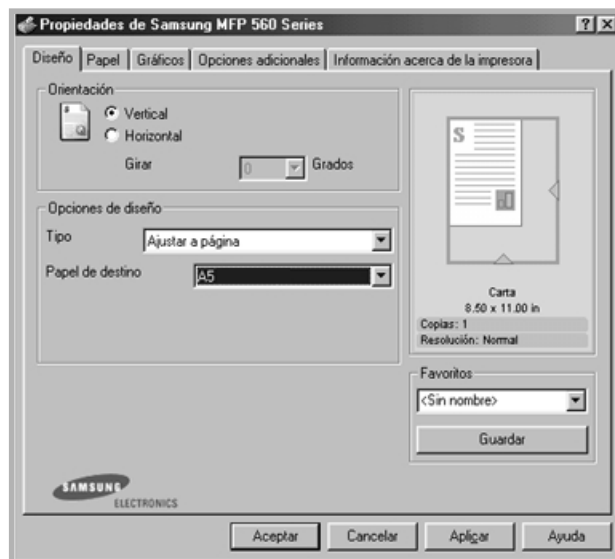 Propiedades de Samsung MFP 560 Series
Diseño Papel Gráficos Opciones adicionales Información acerca de la impresora
Orientación
Vertical
Horizontal
Girar 0 Grados
Opciones de diseño
Tipo Ajustar a página
Papel de destino A5
S
Carta
8.50 x 11.00 in
Copias: 1
Resolución: Normal
Favoritos
<Sin nombre>
Guardar
SAMSUNG
ELECTRONICS
Aceptar Cancelar Aplicar Ayuda